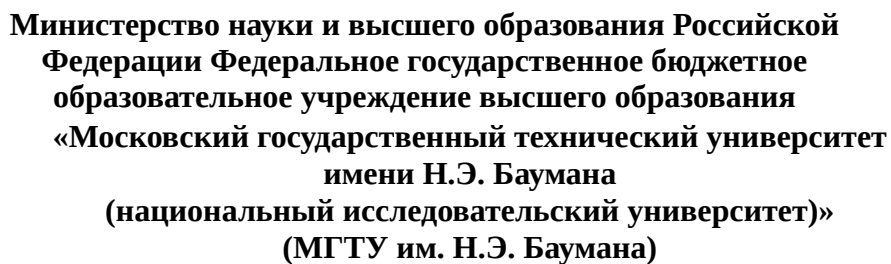 Министерство науки и высшего образования Российской
Федерации Федеральное государственное бюджетное
образовательное учреждение высшего образования
«Московский государственный технический университет
имени Н.Э. Баумана
(национальный исследовательский университет)»
(МГТУ им. Н.Э. Баумана)